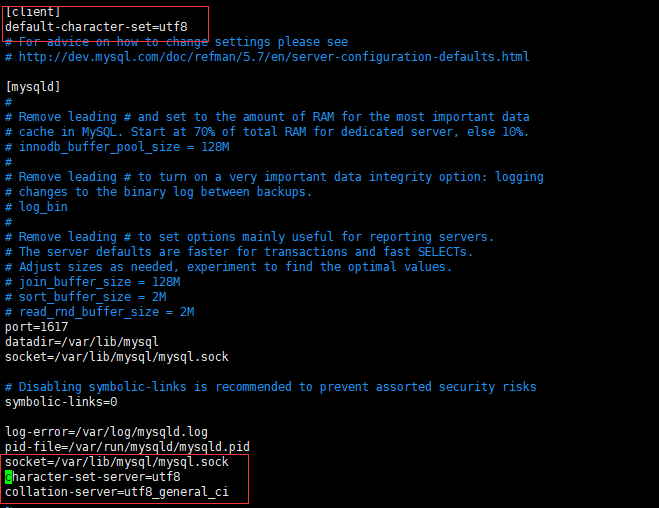 [client]
default-character-set=utf8
# For advice on how to change settings please see
# http://dev.mysql.com/doc/refman/5.7/en/server-configuration-defaults.html
[mysqld]
#
# Remove leading # and set to the amount of RAM for the most important data
# cache in MySQL. Start at 70% of total RAM for dedicated server, else 10%.
# innodb_buffer_pool_size = 128M
#
# Remove leading # to turn on a very important data integrity option: logging
# changes to the binary log between backups.
# log_bin
#
# Remove leading # to set options mainly useful for reporting servers.
# The server defaults are faster for transactions and fast SELECTs.
# Adjust sizes as needed, experiment to find the optimal values.
# join_buffer_size = 128M
# sort_buffer_size = 2M
# read_rnd_buffer_size = 2M
port=1617
datadir=/var/lib/mysql
socket=/var/lib/mysql/mysql.sock
# Disabling symbolic-links is recommended to prevent assorted security risks
symbolic-links=0
log-error=/var/log/mysqld.log
pid-file=/var/run/mysqld/mysqld.pid
socket=/var/lib/mysql/mysql.sock
character-set-server=utf8
collation-server=utf8_general_ci